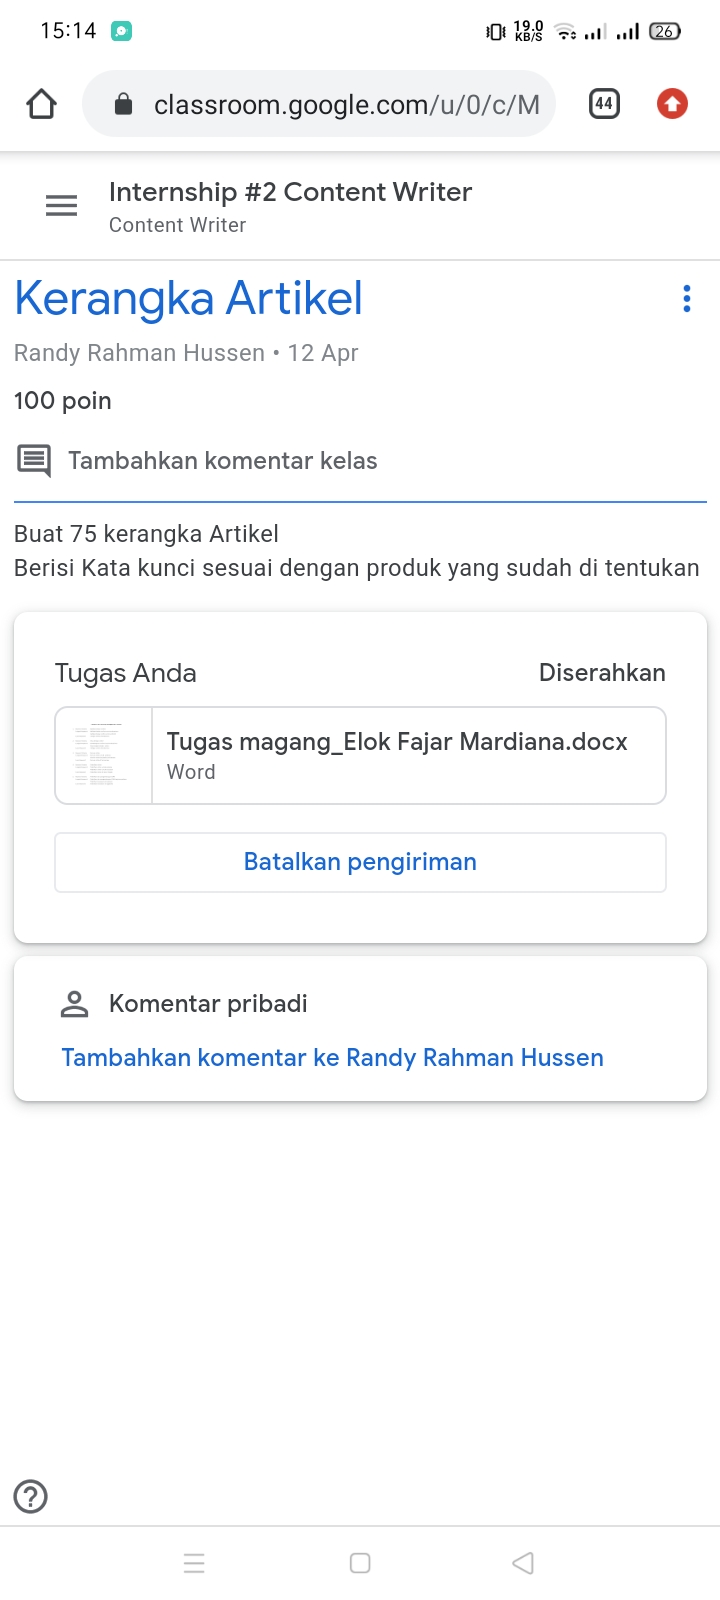 15:14
19.0
KB/S
26
classroom.google.com/u/0/c/M
44
Internship #2 Content Writer
Content Writer
Kerangka Artikel
Randy Rahman Hussen • 12 Apr
100 poin
Tambahkan komentar kelas
Buat 75 kerangka Artikel
Berisi Kata kunci sesuai dengan produk yang sudah di tentukan
Tugas Anda
Diserahkan
Tugas magang_Elok Fajar Mardiana.docx
Word
Batalkan pengiriman
Komentar pribadi
Tambahkan komentar ke Randy Rahman Hussen